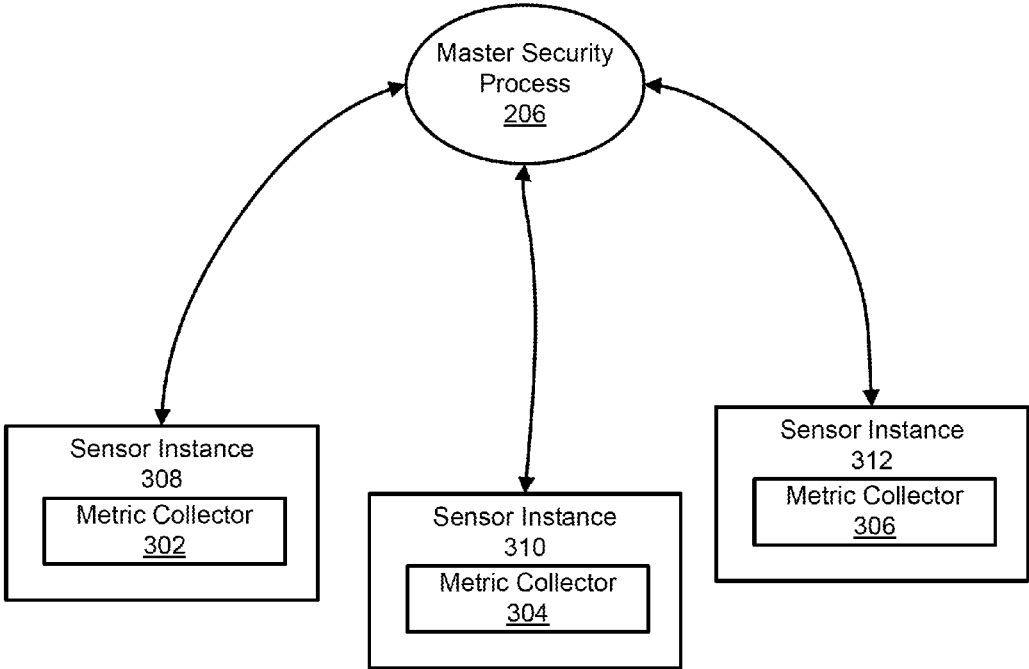 Master Security
Process
206
Sensor Instance
308
Metric Collector
302
Sensor Instance
310
Metric Collector
304
Sensor Instance
312
Metric Collector
306